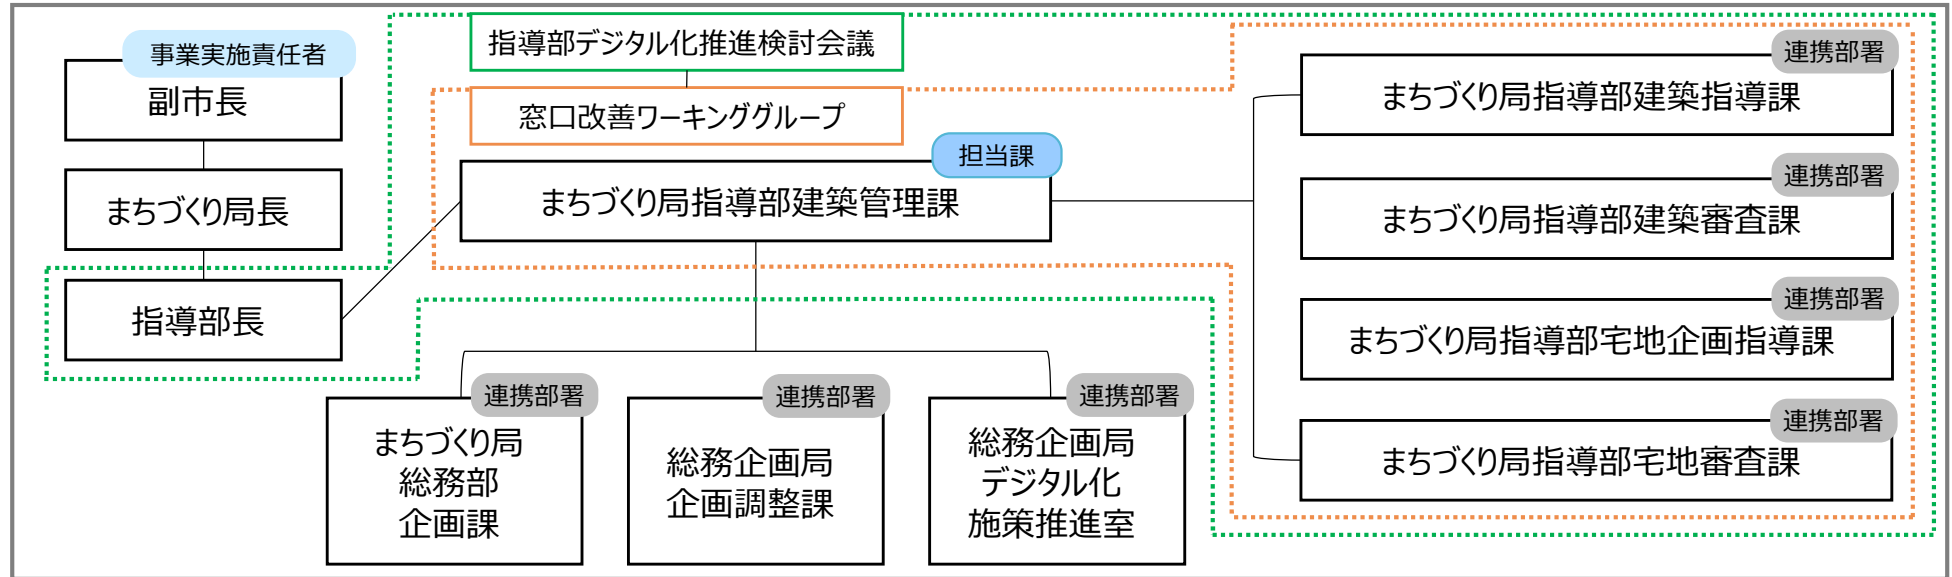 事業実施責任者
副市長
まちづくり局長
指導部長
指導部デジタル化推進検討会議
窓口改善ワーキンググループ
担当課
まちづくり局指導部建築管理課
連携部署
まちづくり局
総務部
企画課
連携部署
総務企画局
企画調整課
連携部署
総務企画局
デジタル化
施策推進室
連携部署
まちづくり局指導部建築指導課
連携部署
まちづくり局指導部建築審査課
連携部署
まちづくり局指導部宅地企画指導課
連携部署
まちづくり局指導部宅地審査課